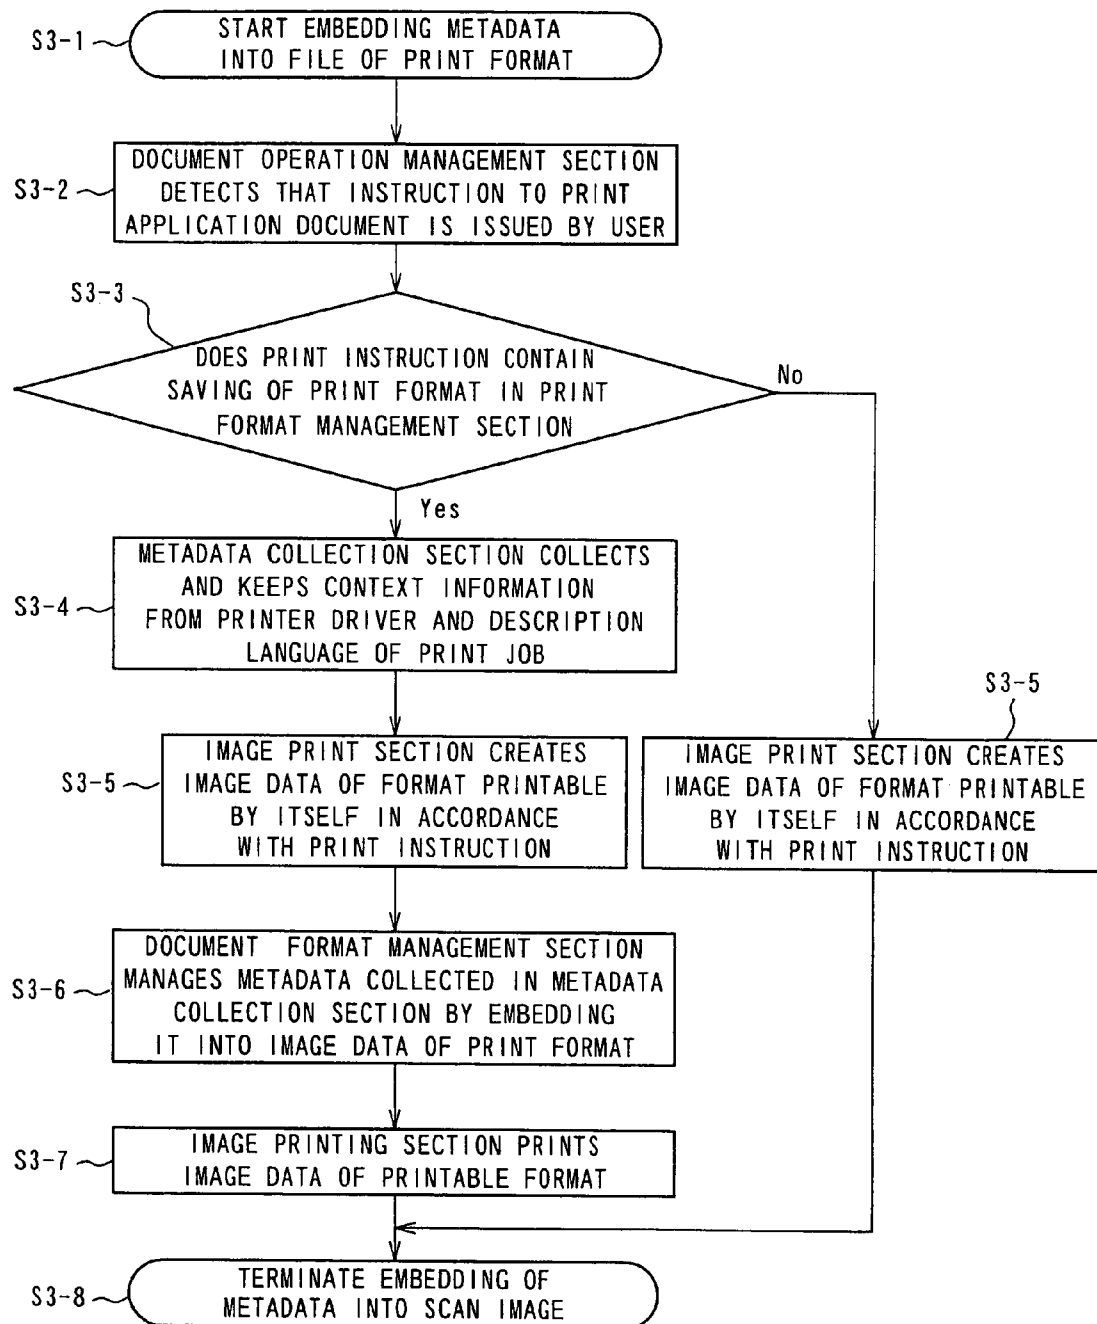 S3-1
START EMBEDDING METADATA
INTO FILE OF PRINT FORMAT
S3-2
DOCUMENT OPERATION MANAGEMENT SECTION
DETECTS THAT INSTRUCTION TO PRINT
APPLICATION DOCUMENT IS ISSUED BY USER
S3-3
DOES PRINT INSTRUCTION CONTAIN
SAVING OF PRINT FORMAT IN PRINT
FORMAT MANAGEMENT SECTION
No
Yes
S3-4
METADATA COLLECTION SECTION COLLECTS
AND KEEPS CONTEXT INFORMATION
FROM PRINTER DRIVER AND DESCRIPTION
LANGUAGE OF PRINT JOB
S3-5
IMAGE PRINT SECTION CREATES
IMAGE DATA OF FORMAT PRINTABLE
BY ITSELF IN ACCORDANCE
WITH PRINT INSTRUCTION
S3-5
IMAGE PRINT SECTION CREATES
IMAGE DATA OF FORMAT PRINTABLE
BY ITSELF IN ACCORDANCE
WITH PRINT INSTRUCTION
S3-6
DOCUMENT FORMAT MANAGEMENT SECTION
MANAGES METADATA COLLECTED IN METADATA
COLLECTION SECTION BY EMBEDDING
IT INTO IMAGE DATA OF PRINT FORMAT
S3-7
IMAGE PRINTING SECTION PRINTS
IMAGE DATA OF PRINTABLE FORMAT
S3-8
TERMINATE EMBEDDING OF
METADATA INTO SCAN IMAGE